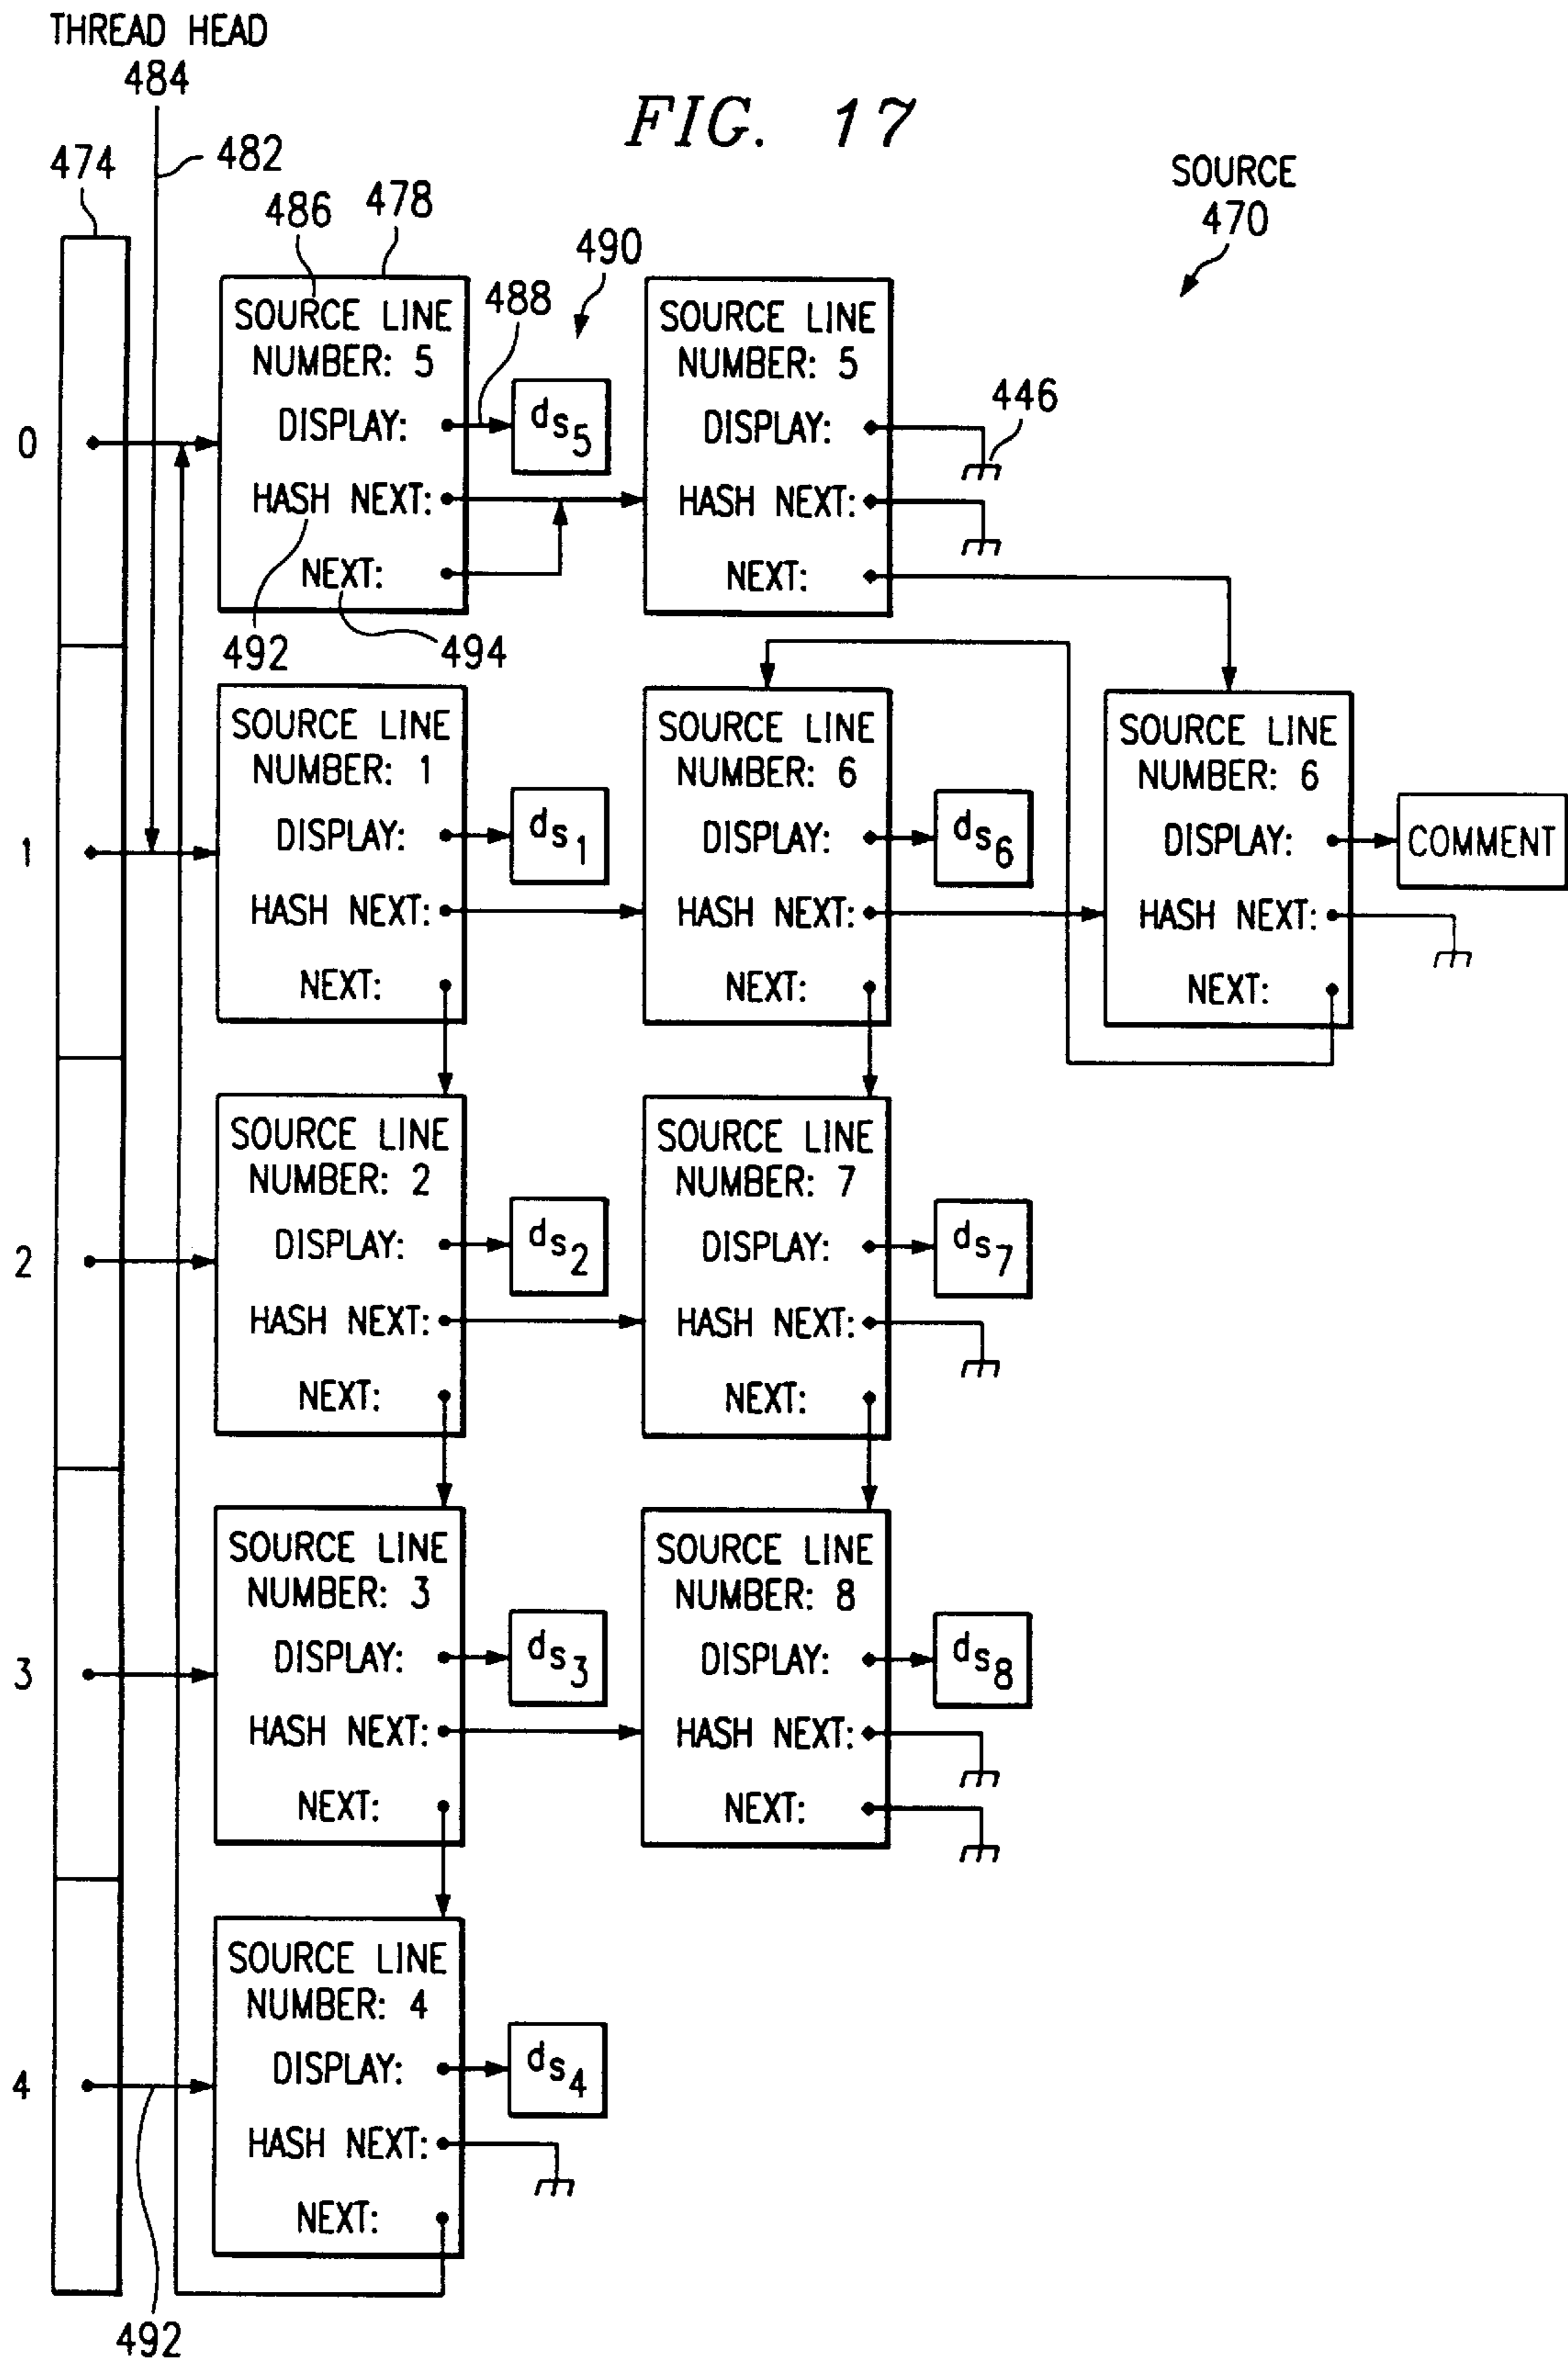 THREAD HEAD
484
FIG. 17
482
474
SOURCE
470
486
478
490
488
SOURCE LINE
NUMBER: 5
DISPLAY:
ds5
HASH NEXT:
NEXT:
SOURCE LINE
NUMBER: 5
DISPLAY:
446
HASH NEXT:
NEXT:
0
492
494
SOURCE LINE
NUMBER: 1
DISPLAY:
ds1
HASH NEXT:
NEXT:
SOURCE LINE
NUMBER: 6
DISPLAY:
ds6
HASH NEXT:
NEXT:
SOURCE LINE
NUMBER: 6
DISPLAY:
COMMENT
HASH NEXT:
NEXT:
1
SOURCE LINE
NUMBER: 2
DISPLAY:
ds2
HASH NEXT:
NEXT:
SOURCE LINE
NUMBER: 7
DISPLAY:
ds7
HASH NEXT:
NEXT:
2
SOURCE LINE
NUMBER: 3
DISPLAY:
ds3
HASH NEXT:
NEXT:
SOURCE LINE
NUMBER: 8
DISPLAY:
ds8
HASH NEXT:
NEXT:
3
SOURCE LINE
NUMBER: 4
DISPLAY:
ds4
HASH NEXT:
NEXT:
4
492